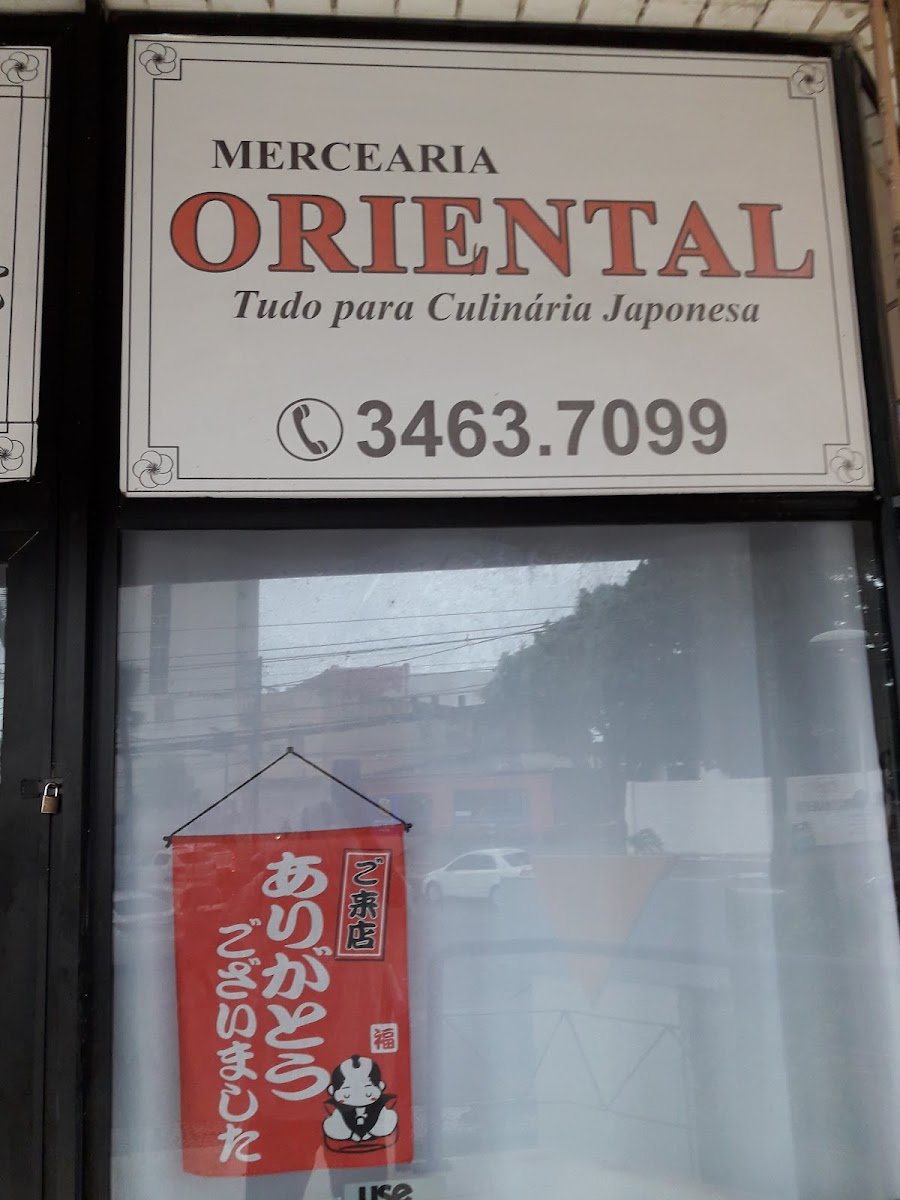 MERCEARIA
ORIENTAL
Tudo para Culinária Japonesa
3463.7099
ご来店
ありがとう
ございました
福
use